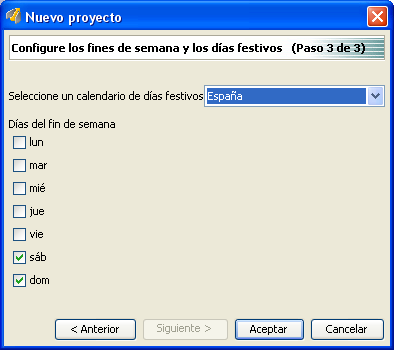 Nuevo proyecto
Configure los fines de semana y los días festivos (Paso 3 de 3)
Seleccione un calendario de días festivos España
Días del fin de semana
lun
mar
mié
jue
vie
sáb
dom
< Anterior Siguiente > Aceptar Cancelar